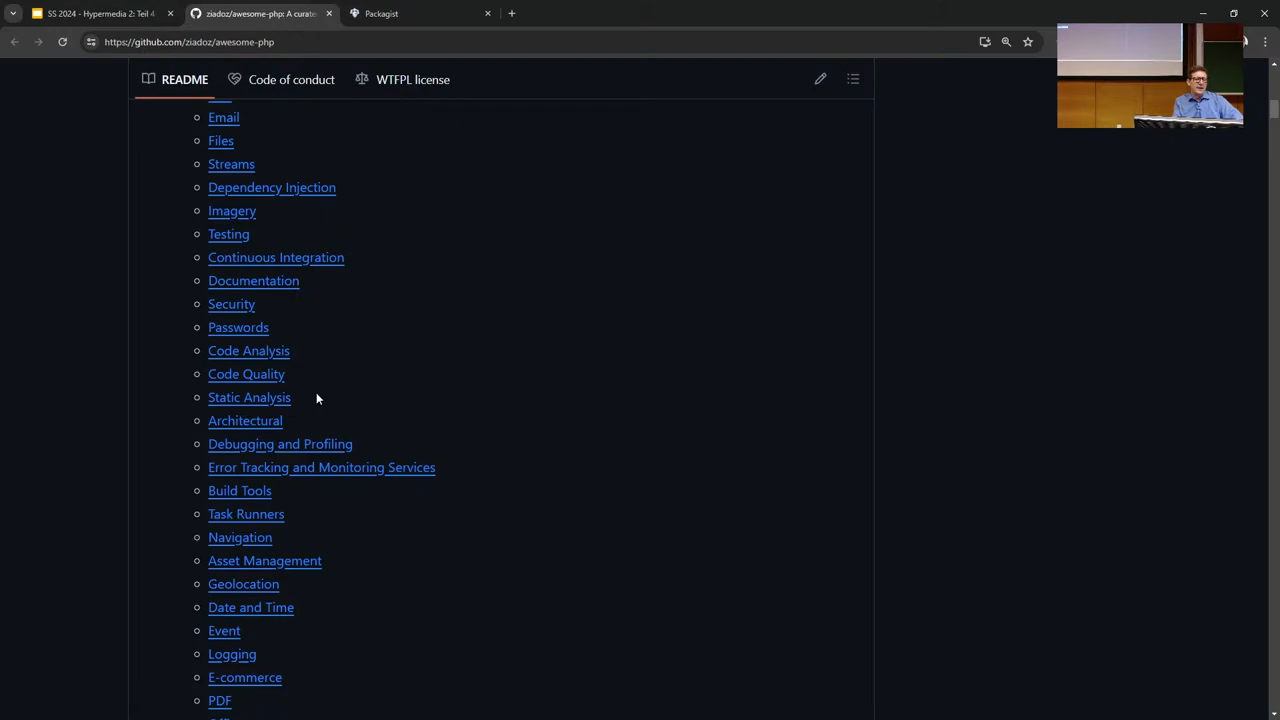 SS 2024 - Hypermedia 2: Teil 4
ziadoz/awesome-php: A curate
Packagist
https://github.com/ziadoz/awesome-php
README
Code of conduct
WTFPL license
Email
Files
Streams
Dependency Injection
Imagery
Testing
Continuous Integration
Documentation
Security
Passwords
Code Analysis
Code Quality
Static Analysis
Architectural
Debugging and Profiling
Error Tracking and Monitoring Services
Build Tools
Task Runners
Navigation
Asset Management
Geolocation
Date and Time
Event
Logging
E-commerce
PDF